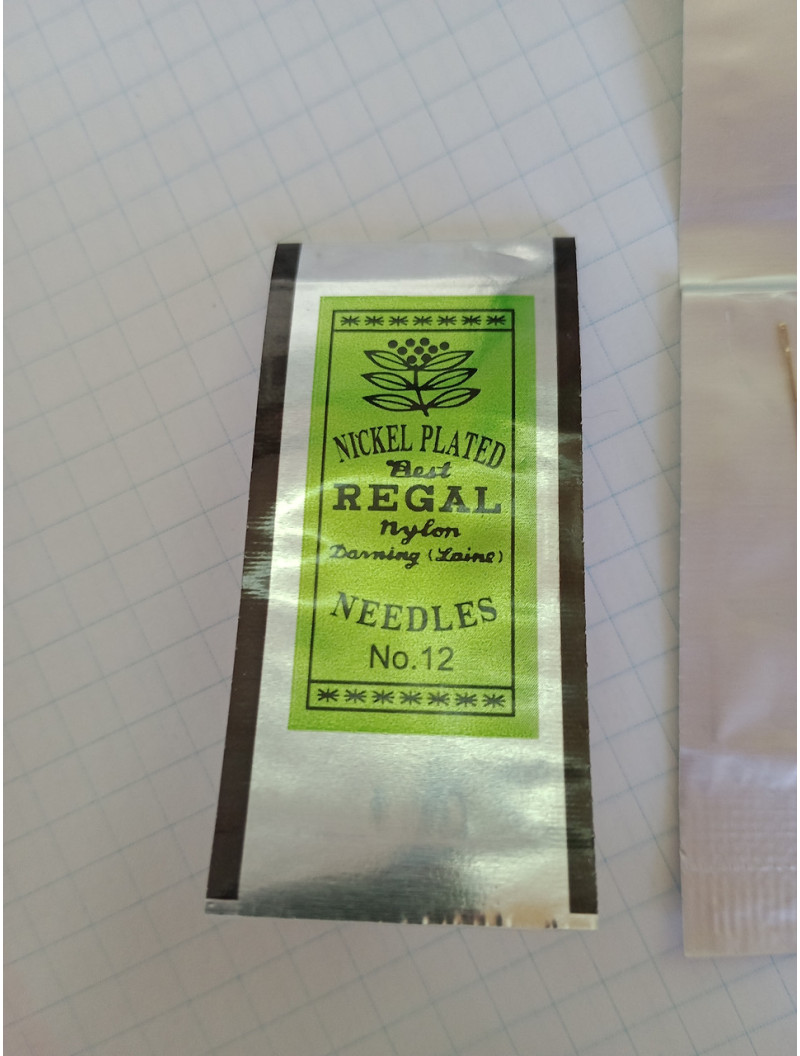 NICKEL PLATED
Best
REGAL
Nylon
Darning (Laine)
NEEDLES
No.12